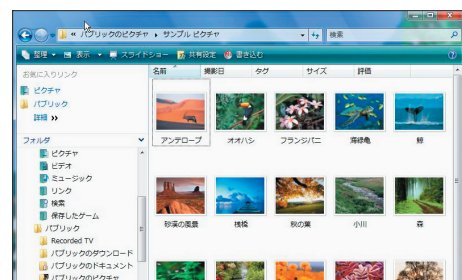 « パブリックのピクチャ ▸ サンプル ピクチャ 検索
整理 表示 スライドショー 共有設定 書き込む
お気に入りリンク
ピクチャ
パブリック
詳細 »
フォルダ
ピクチャ
ビデオ
ミュージック
リンク
検索
保存したゲーム
パブリック
Recorded TV
パブリックのダウンロード
パブリックのドキュメント
パブリックのピクチャ
名前 撮影日 タグ サイズ 評価
アンテロープ オオハシ フランジパニ 海緑亀 鯨
砂漠の風景 桟橋 秋の葉 小川 森